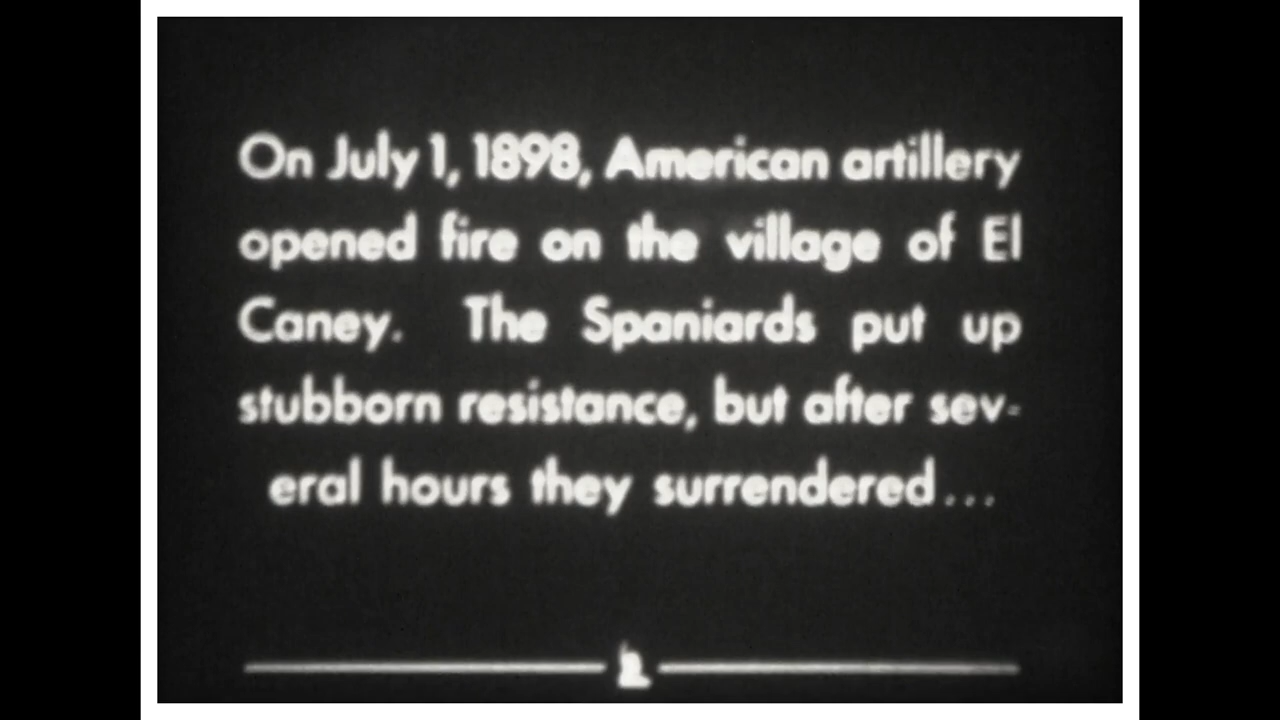 On July 1, 1898, American artillery
opened fire on the village of El
Caney. The Spaniards put up
stubborn resistance, but after sev-
eral hours they surrendered...